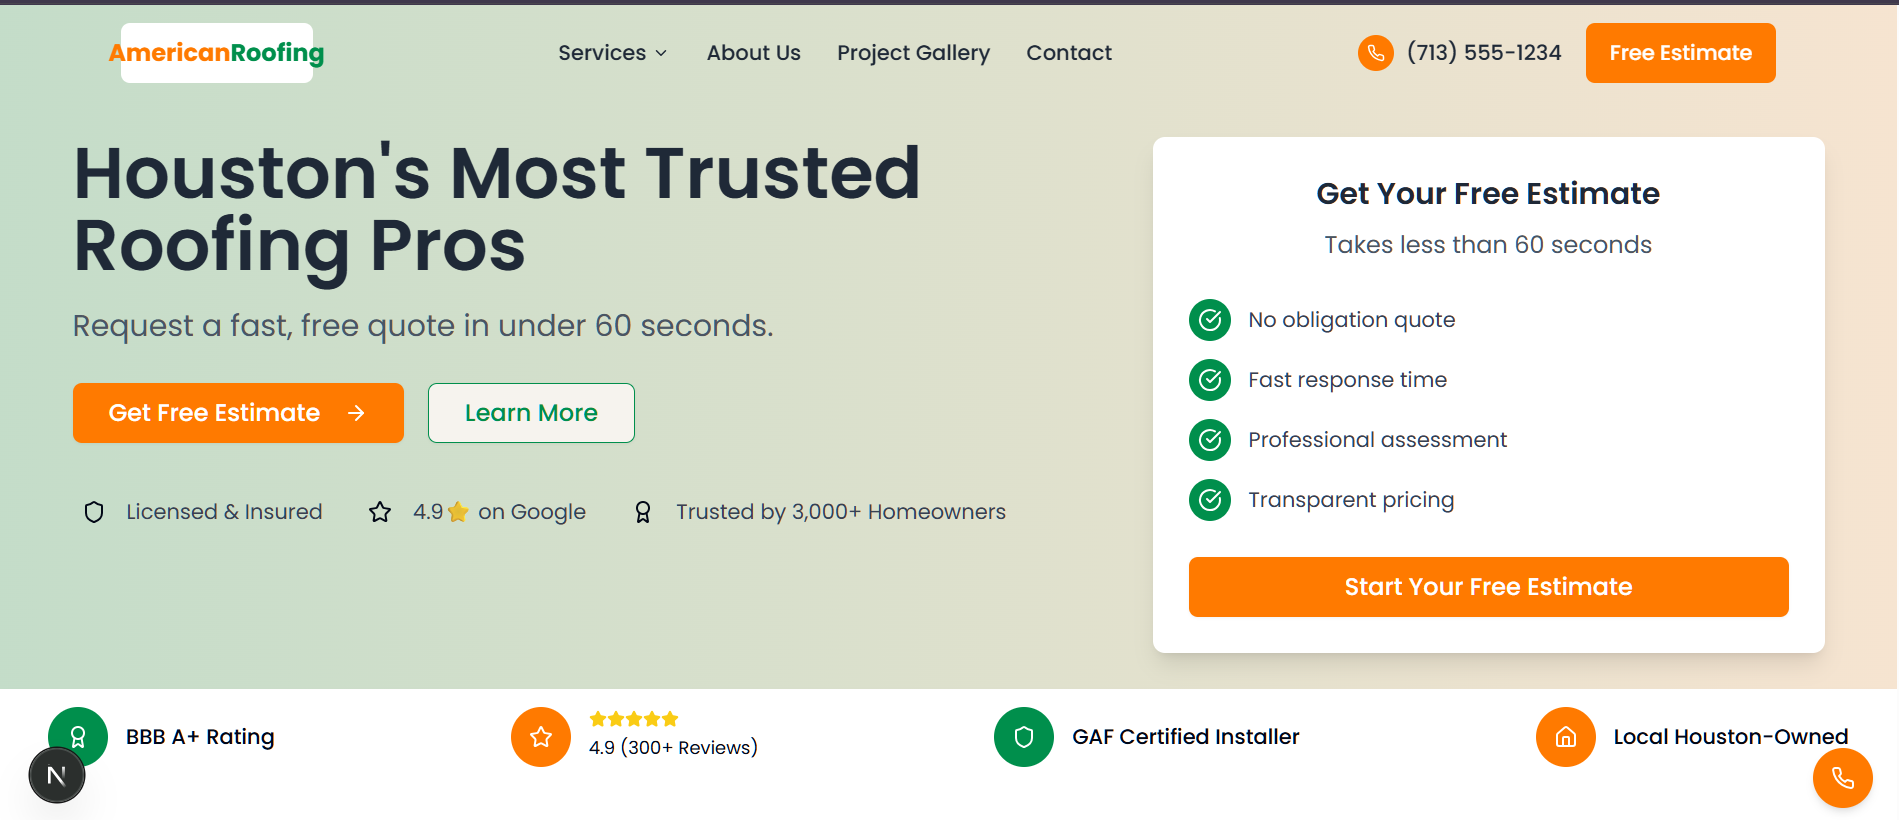 AmericanRoofing
Services
About Us
Project Gallery
Contact
(713) 555-1234
Free Estimate
Houston's Most Trusted
Roofing Pros
Request a fast, free quote in under 60 seconds.
Get Free Estimate
Learn More
Licensed & Insured
4.9⭐ on Google
Trusted by 3,000+ Homeowners
Get Your Free Estimate
Takes less than 60 seconds
No obligation quote
Fast response time
Professional assessment
Transparent pricing
Start Your Free Estimate
BBB A+ Rating
4.9 (300+ Reviews)
GAF Certified Installer
Local Houston-Owned
N